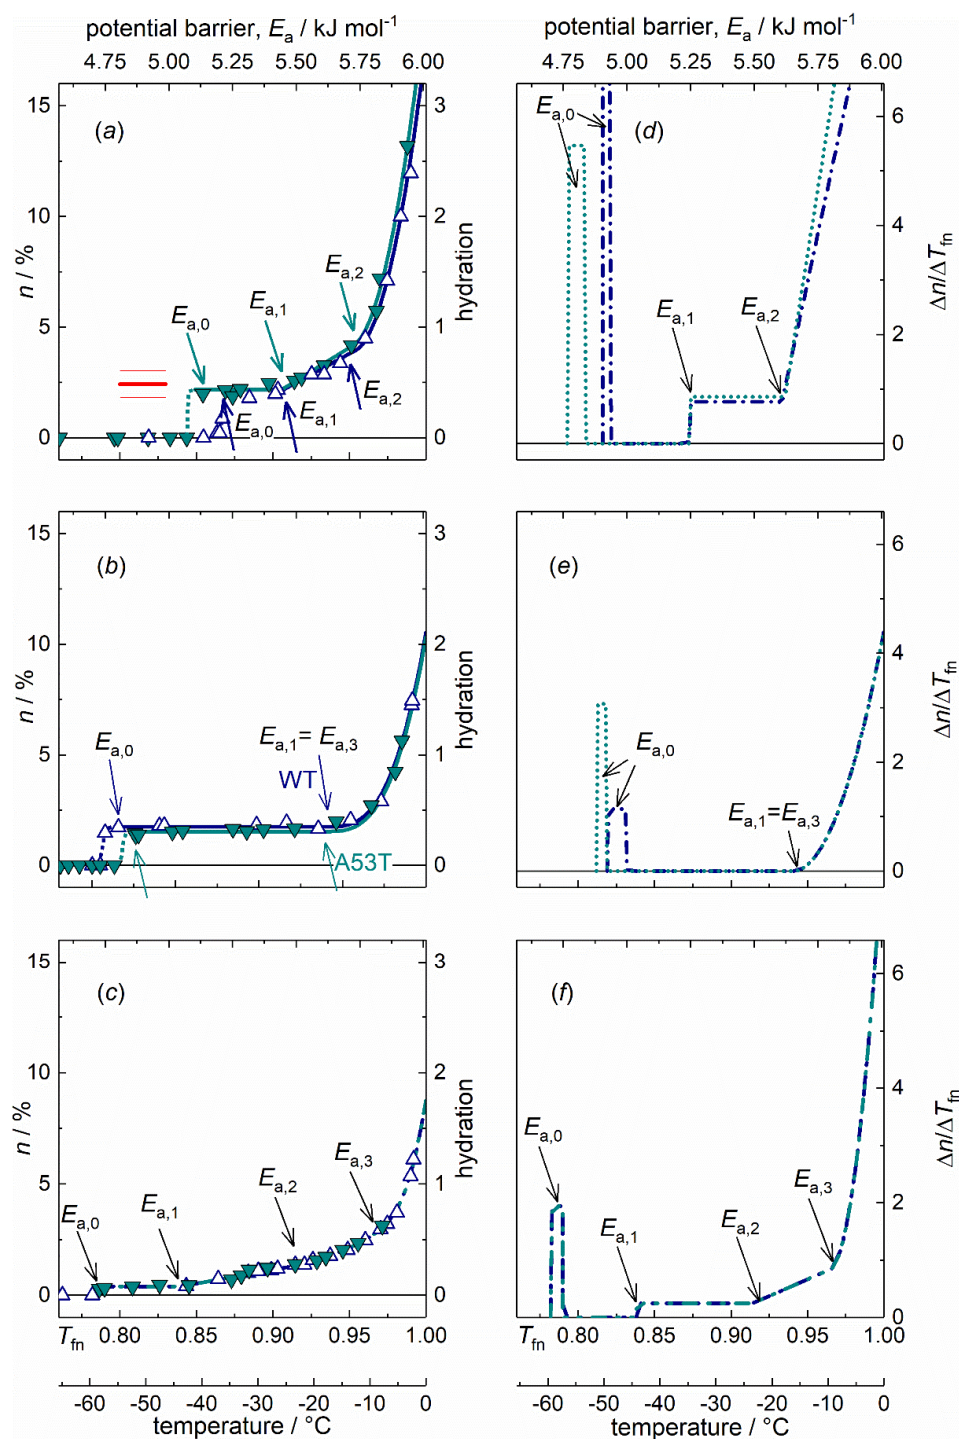 potential barrier, Ea / kJ mol-1
4.75 5.00 5.25 5.50 5.75 6.00
15
10
5
0
n / %
3
2
1
0
hydration
(a)
Ea,0
Ea,1
Ea,2
Ea,0
Ea,1
Ea,2
potential barrier, Ea / kJ mol-1
4.75 5.00 5.25 5.50 5.75 6.00
(d)
Ea,0
Ea,1
Ea,2
6
4
2
0
Δn/ΔTfn
15
10
5
0
n / %
3
2
1
0
hydration
(b)
Ea,0
Ea,1= Ea,3
WT
A53T
(e)
Ea,0
Ea,1=Ea,3
6
4
2
0
Δn/ΔTfn
15
10
5
0
n / %
3
2
1
0
hydration
(c)
Ea,0
Ea,1
Ea,2
Ea,3
Tfn 0.80 0.85 0.90 0.95 1.00
-60 -50 -40 -30 -20 -10 0
temperature / °C
(f)
Ea,0
Ea,1
Ea,2
Ea,3
6
4
2
0
Δn/ΔTfn
Tfn 0.80 0.85 0.90 0.95 1.00
-60 -50 -40 -30 -20 -10 0
temperature / °C